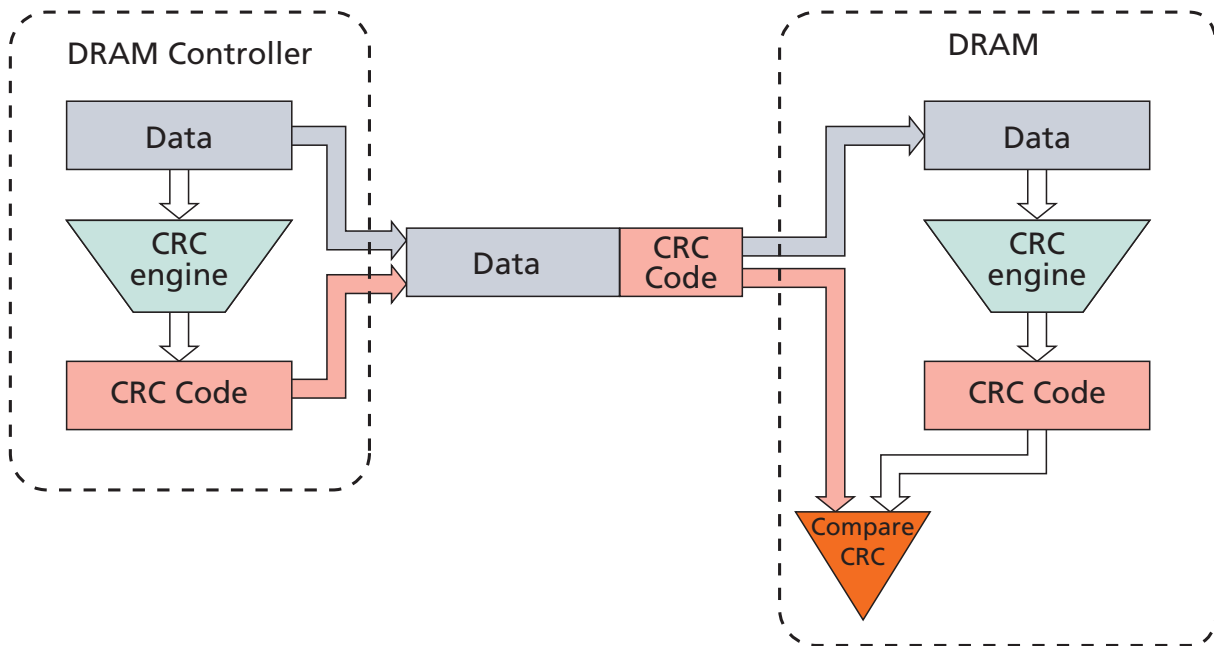 DRAM Controller
Data
CRC
engine
CRC Code
Data
CRC
Code
DRAM
Data
CRC
engine
CRC Code
Compare
CRC